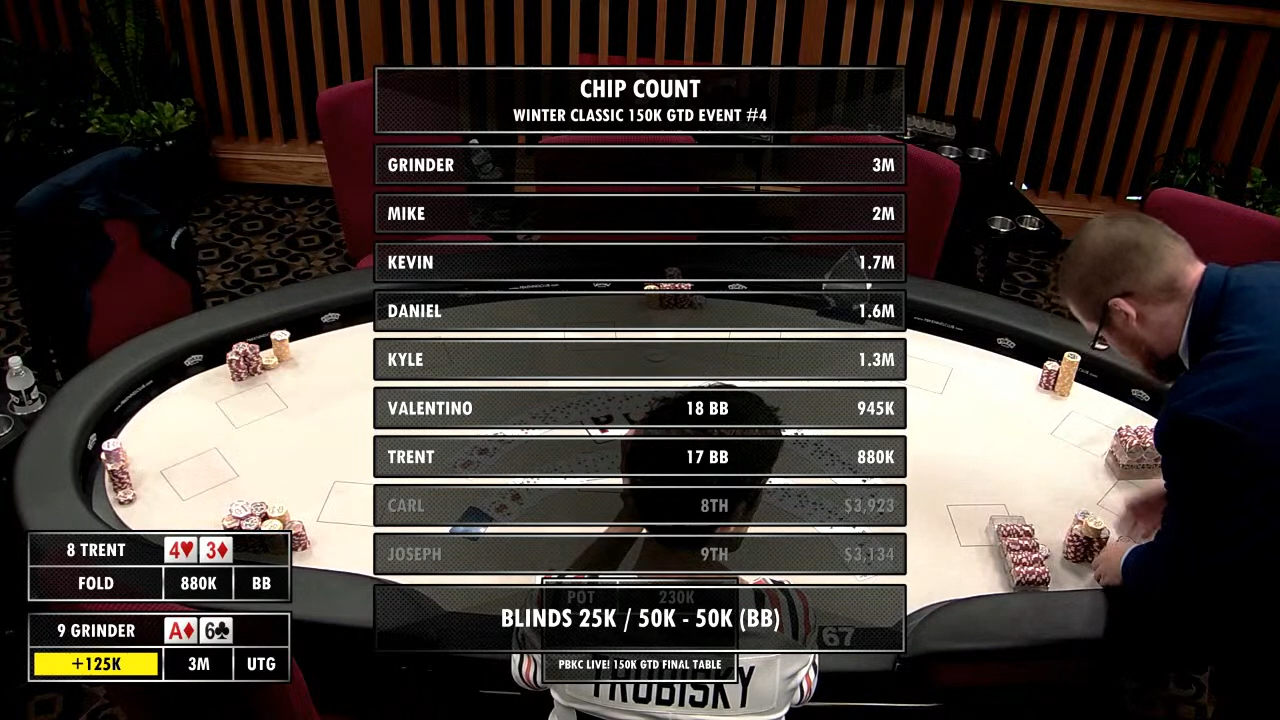 CHIP COUNT
WINTER CLASSIC 150K GTD EVENT #4
GRINDER 3M
MIKE 2M
KEVIN 1.7M
DANIEL 1.6M
KYLE 1.3M
VALENTINO 18 BB 945K
TRENT 17 BB 880K
CARL 8TH $3,923
JOSEPH 9TH $3,134
POT 230K
BLINDS 25K / 50K - 50K (BB)
PBKC LIVE! 150K GTD FINAL TABLE
8 TRENT 4♥ 3♦
FOLD 880K BB
9 GRINDER A♦ 6♣
+125K 3M UTG
67
TRUBISKY